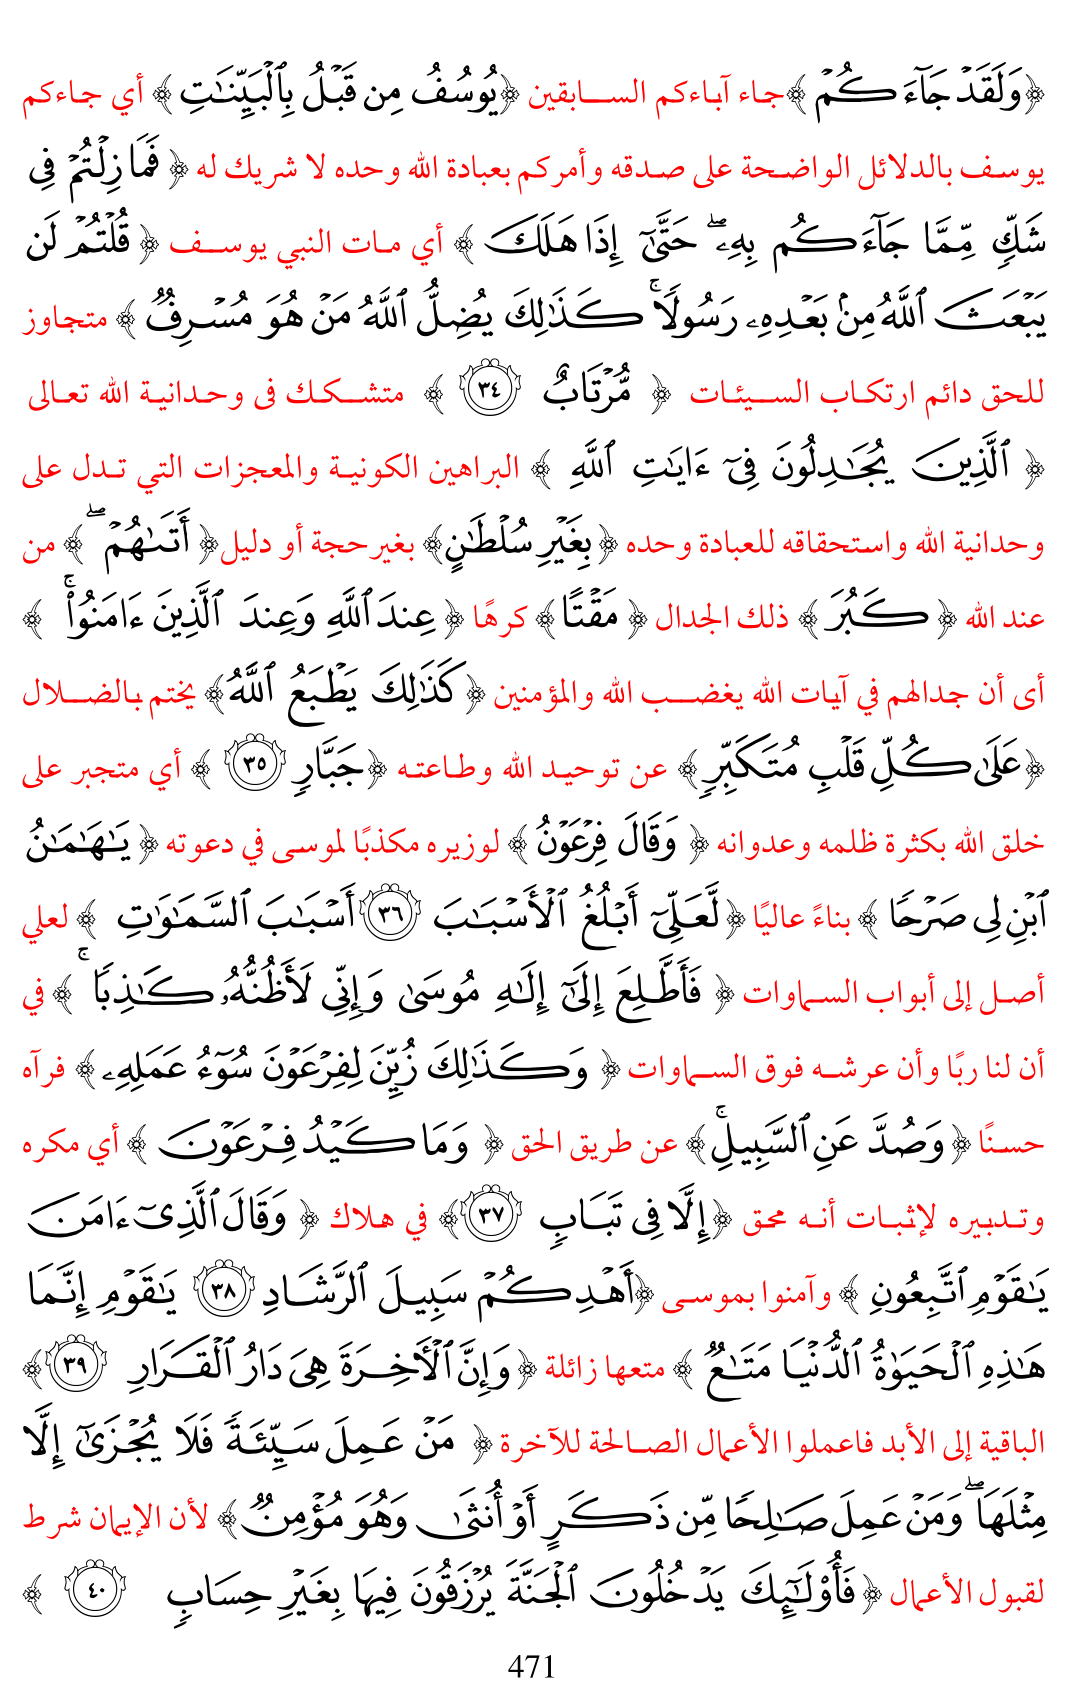 ﴿وَلَقَدۡ جَآءَكُمۡ ﴾جاء آباءكم السابقين ﴿يُوسُفُ مِن قَبۡلُ بِٱلۡبَيِّنَٰتِ ﴾ أي جاءكم
يوسف بالدلائل الواضحة على صدقه وأمركم بعبادة الله وحده لا شريك له ﴿ فَمَا زِلۡتُمۡ فِي
شَكّٖ مِّمَّا جَآءَكُم بِهِۦۖ حَتَّىٰٓ إِذَا هَلَكَ ﴾ أي مات النبي يوسف ﴿ قُلۡتُمۡ لَن
يَبۡعَثَ ٱللَّهُ مِنۢ بَعۡدِهِۦ رَسُولٗاۚ كَذَٰلِكَ يُضِلُّ ٱللَّهُ مَنۡ هُوَ مُسۡرِفٞ ﴾ متجاوز
للحق دائم ارتكاب السيئات ﴿ مُّرۡتَابٌ ٣٤ ﴾ متشكك فى وحدانية الله تعالى
﴿ ٱلَّذِينَ يُجَٰدِلُونَ فِيٓ ءَايَٰتِ ٱللَّهِ ﴾ البراهين الكونية والمعجزات التي تدل على
وحدانية الله واستحقاقه للعبادة وحده ﴿بِغَيۡرِ سُلۡطَٰنٍ﴾ بغير حجة أو دليل﴿ أَتَىٰهُمۡۖ ﴾ من
عند الله ﴿ كَبُرَ ﴾ ذلك الجدال ﴿ مَقۡتًا﴾ كرهًا ﴿ عِندَ ٱللَّهِ وَعِندَ ٱلَّذِينَ ءَامَنُواْۚ ﴾
أى أن جدالهم في آيات الله يغضب الله والمؤمنين ﴿كَذَٰلِكَ يَطۡبَعُ ٱللَّهُ﴾ يختم بالضلال
﴿عَلَىٰ كُلِّ قَلۡبِ مُتَكَبِّرٖ﴾ عن توحيد الله وطاعته ﴿جَبَّارٖ ٣٥ ﴾ أي متجبر على
خلق الله بكثرة ظلمه وعدوانه ﴿ وَقَالَ فِرۡعَوۡنُ ﴾ لوزيره مكذبًا لموسى في دعوته ﴿ يَٰهَٰمَٰنُ
ٱبۡنِ لِي صَرۡحٗا ﴾ بناءً عاليًا ﴿ لَّعَلِّيٓ أَبۡلُغُ ٱلۡأَسۡبَٰبَ ٣٦ أَسۡبَٰبَ ٱلسَّمَٰوَٰتِ ﴾ لعلي
أصل إلى أبواب السماوات ﴿ فَأَطَّلِعَ إِلَىٰٓ إِلَٰهِ مُوسَىٰ وَإِنِّي لَأَظُنُّهُۥ كَٰذِبٗاۚ ﴾ في
أن لنا ربًا وأن عرشه فوق السماوات ﴿ وَكَذَٰلِكَ زُيِّنَ لِفِرۡعَوۡنَ سُوٓءُ عَمَلِهِۦ ﴾ فرآه
حسنًا ﴿ وَصُدَّ عَنِ ٱلسَّبِيلِۚ﴾ عن طريق الحق ﴿ وَمَا كَيۡدُ فِرۡعَوۡنَ ﴾ أي مكره
وتدبيره لإثبات أنه محق ﴿إِلَّا فِي تَبَابٖ ٣٧﴾ في هلاك ﴿ وَقَالَ ٱلَّذِيٓ ءَامَنَ
يَٰقَوۡمِ ٱتَّبِعُونِ ﴾ وآمنوا بموسى ﴿أَهۡدِكُمۡ سَبِيلَ ٱلرَّشَادِ ٣٨ يَٰقَوۡمِ إِنَّمَا
هَٰذِهِ ٱلۡحَيَوٰةُ ٱلدُّنۡيَا مَتَٰعٞ ﴾ متعها زائلة ﴿ وَإِنَّ ٱلۡأٓخِرَةَ هِيَ دَارُ ٱلۡقَرَارِ ٣٩﴾
الباقية إلى الأبد فاعملوا الأعمال الصالحة للآخرة ﴿ مَنۡ عَمِلَ سَيِّئَةٗ فَلَا يُجۡزَىٰٓ إِلَّا
مِثۡلَهَاۖ وَمَنۡ عَمِلَ صَٰلِحٗا مِّن ذَكَرٍ أَوۡ أُنثَىٰ وَهُوَ مُؤۡمِنٞ ﴾ لأن الإيمان شرط
لقبول الأعمال ﴿ فَأُوْلَٰٓئِكَ يَدۡخُلُونَ ٱلۡجَنَّةَ يُرۡزَقُونَ فِيهَا بِغَيۡرِ حِسَابٖ ٤٠ ﴾
471